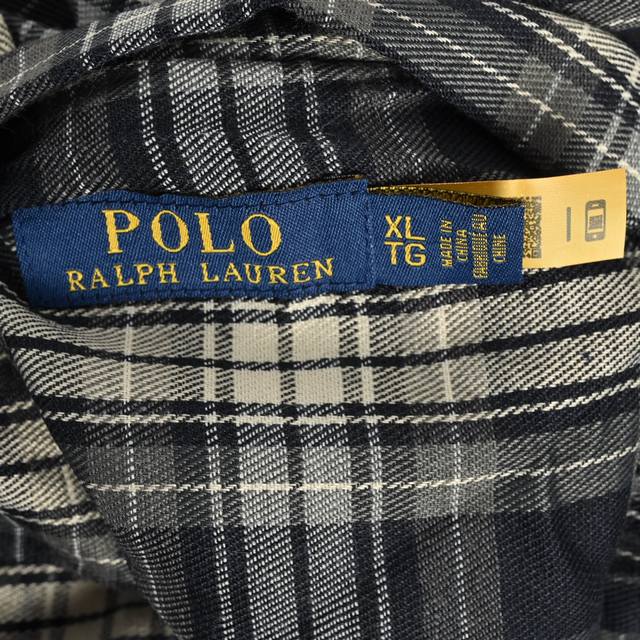 POLO
RALPH LAUREN
XL
TG
MADE IN
CHINA
FABRIQUÉ AU
CHINE